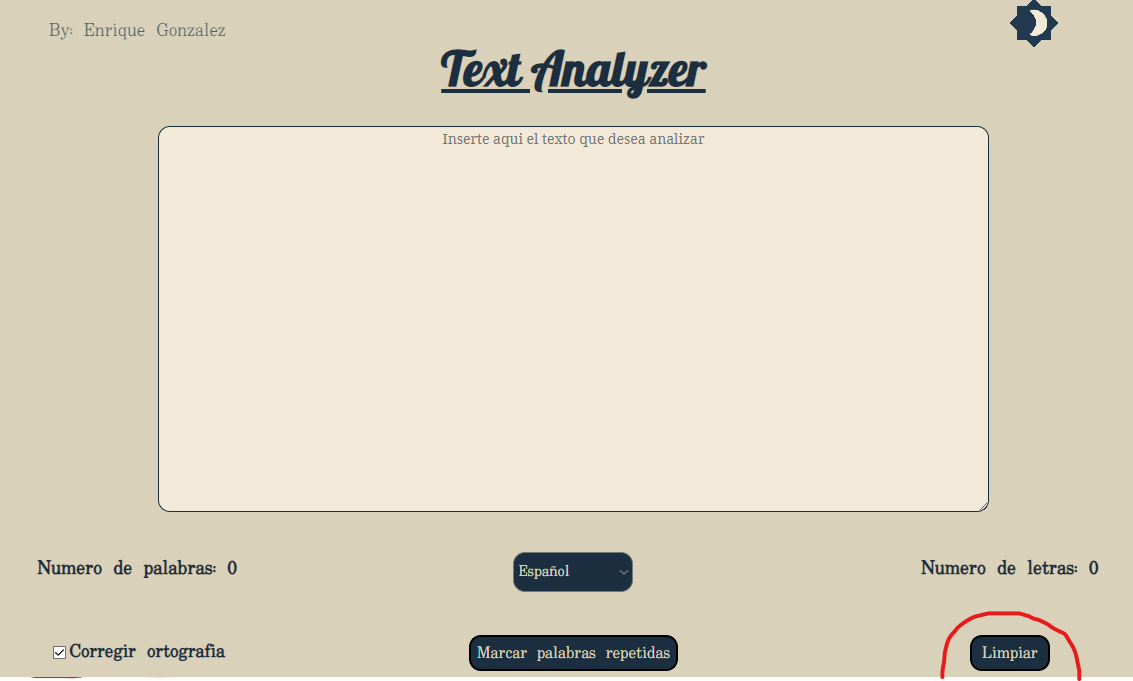 By: Enrique Gonzalez
Text Analyzer
Inserte aqui el texto que desea analizar
Numero de palabras: 0
Español
Numero de letras: 0
Corregir ortografia
Marcar palabras repetidas
Limpiar